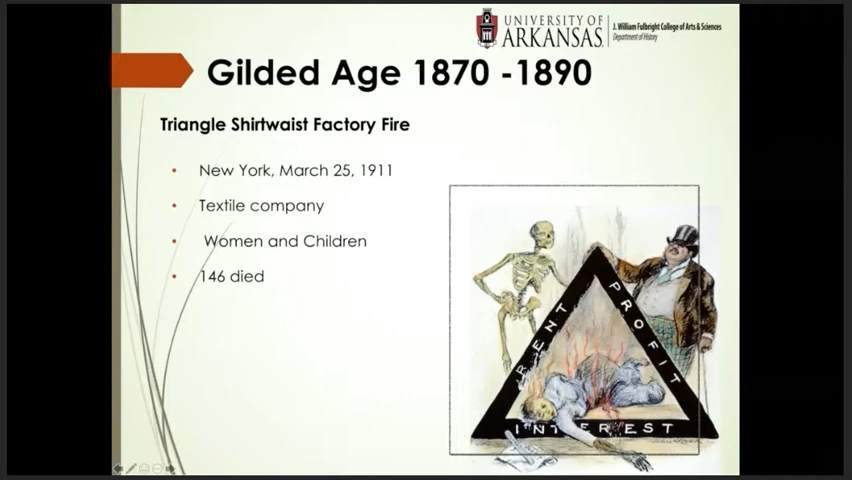 UNIVERSITY OF
ARKANSAS
J. William Fulbright College of Arts & Sciences
Department of History
Gilded Age 1870 -1890
Triangle Shirtwaist Factory Fire
• New York, March 25, 1911
• Textile company
• Women and Children
• 146 died
RENT
PROFIT
INTEREST